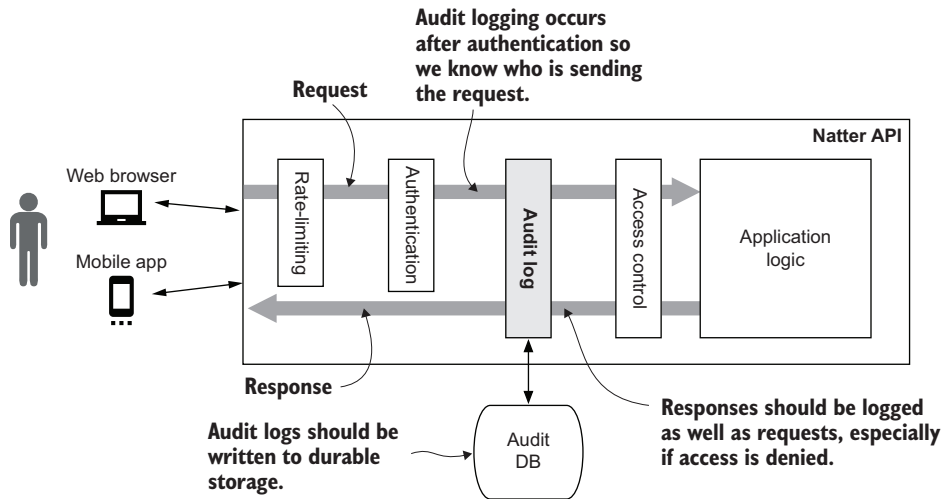 Audit logging occurs
after authentication so
we know who is sending
the request.
Request
Natter API
Web browser
Mobile app
Rate-limiting
Authentication
Audit log
Access control
Application
logic
Response
Audit logs should be
written to durable
storage.
Audit
DB
Responses should be logged
as well as requests, especially
if access is denied.